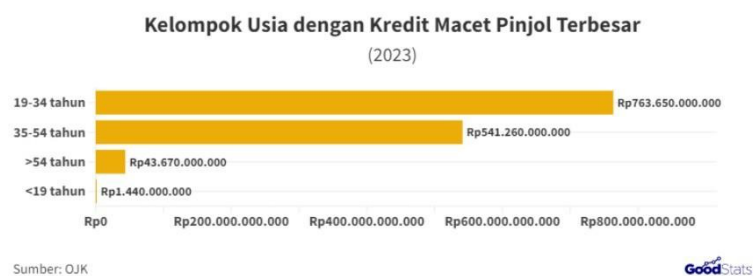 Kelompok Usia dengan Kredit Macet Pinjol Terbesar
(2023)
19-34 tahun Rp763.650.000.000
35-54 tahun Rp541.260.000.000
>54 tahun Rp43.670.000.000
<19 tahun Rp1.440.000.000
Rp0 Rp200.000.000.000 Rp400.000.000.000 Rp600.000.000.000 Rp800.000.000.000
Sumber: OJK GoodStats